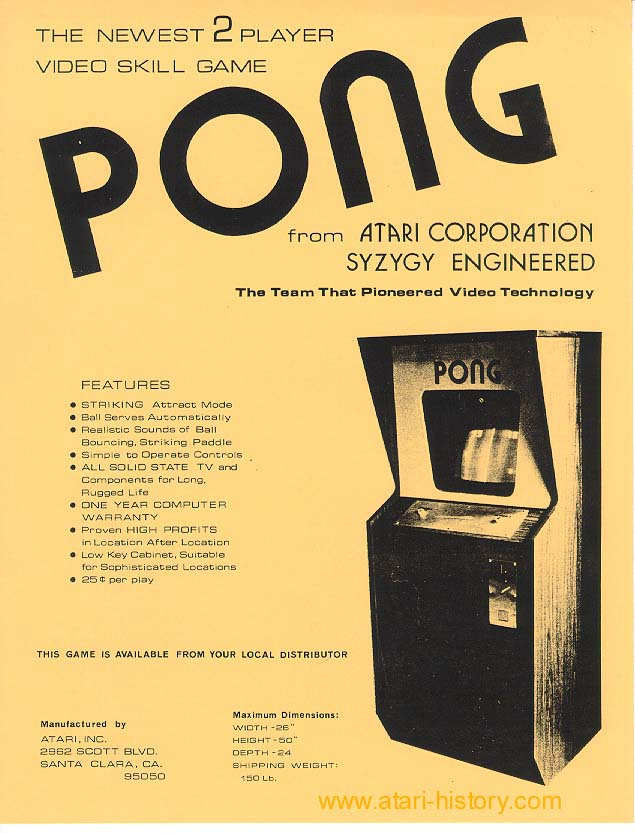 THE NEWEST 2 PLAYER
VIDEO SKILL GAME
PONG
from ATARI CORPORATION
SYZYGY ENGINEERED
The Team That Pioneered Video Technology
PONG
FEATURES
● STRIKING Attract Mode
● Ball Serves Automatically
● Realistic Sounds of Ball
Bouncing, Striking Paddle
● Simple to Operate Controls
● ALL SOLID STATE TV and
Components for Long,
Rugged Life
● ONE YEAR COMPUTER
WARRANTY
● Proven HIGH PROFITS
in Location After Location
● Low Key Cabinet, Suitable
for Sophisticated Locations
● 25¢ per play
THIS GAME IS AVAILABLE FROM YOUR LOCAL DISTRIBUTOR
Manufactured by
ATARI, INC.
2962 SCOTT BLVD.
SANTA CLARA, CA.
95050
Maximum Dimensions:
WIDTH -26"
HEIGHT -50"
DEPTH -24
SHIPPING WEIGHT:
150 Lb.
www.atari-history.com